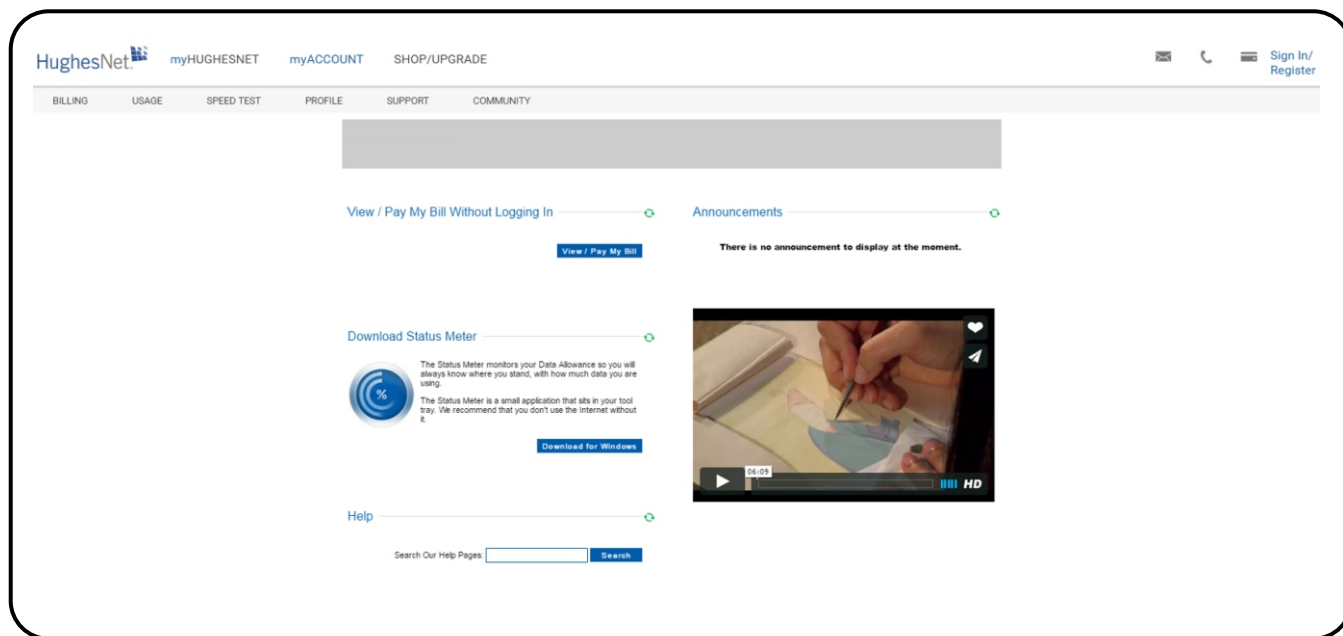 HughesNet. myHUGHESNET myACCOUNT SHOP/UPGRADE Sign In/
Register
BILLING USAGE SPEED TEST PROFILE SUPPORT COMMUNITY
View / Pay My Bill Without Logging In
View / Pay My Bill
Announcements
There is no announcement to display at the moment.
Download Status Meter
%
The Status Meter monitors your Data Allowance so you will
always know where you stand, with how much data you are
using.
The Status Meter is a small application that sits in your tool
tray. We recommend that you don't use the Internet without
it.
Download for Windows
06:09
HD
Help
Search Our Help Pages: Search